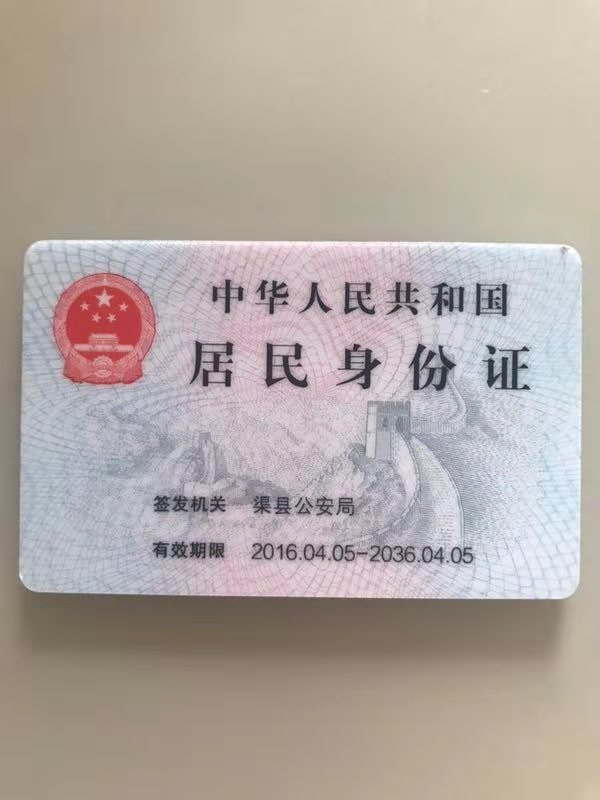 中华人民共和国
居民身份证
签发机关 渠县公安局
有效期限 2016.04.05-2036.04.05